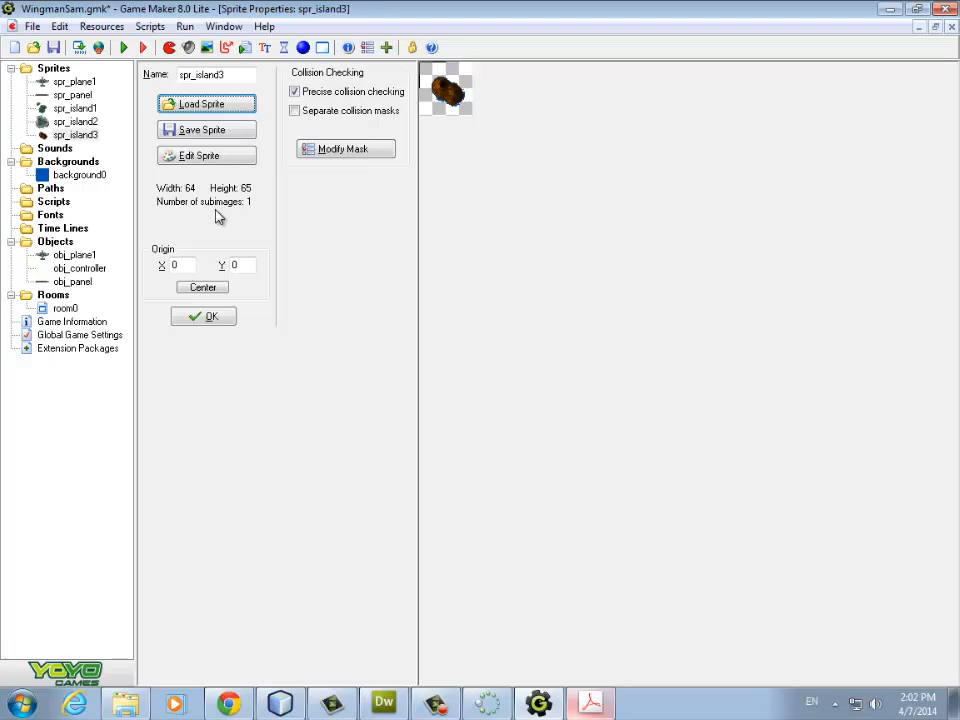 WingmanSam.gmk* - Game Maker 8.0 Lite - [Sprite Properties: spr_island3]
File Edit Resources Scripts Run Window Help
Sprites
spr_plane1
spr_panel
spr_island1
spr_island2
spr_island3
Sounds
Backgrounds
background0
Paths
Scripts
Fonts
Time Lines
Objects
obj_plane1
obj_controller
obj_panel
Rooms
room0
Game Information
Global Game Settings
Extension Packages
Name: spr_island3
Load Sprite
Save Sprite
Edit Sprite
Width: 64 Height: 65
Number of subimages: 1
Origin
X 0 Y 0
Center
OK
Collision Checking
Precise collision checking
Separate collision masks
Modify Mask
YOYO
GAMES
Dw
EN
2:02 PM
4/7/2014